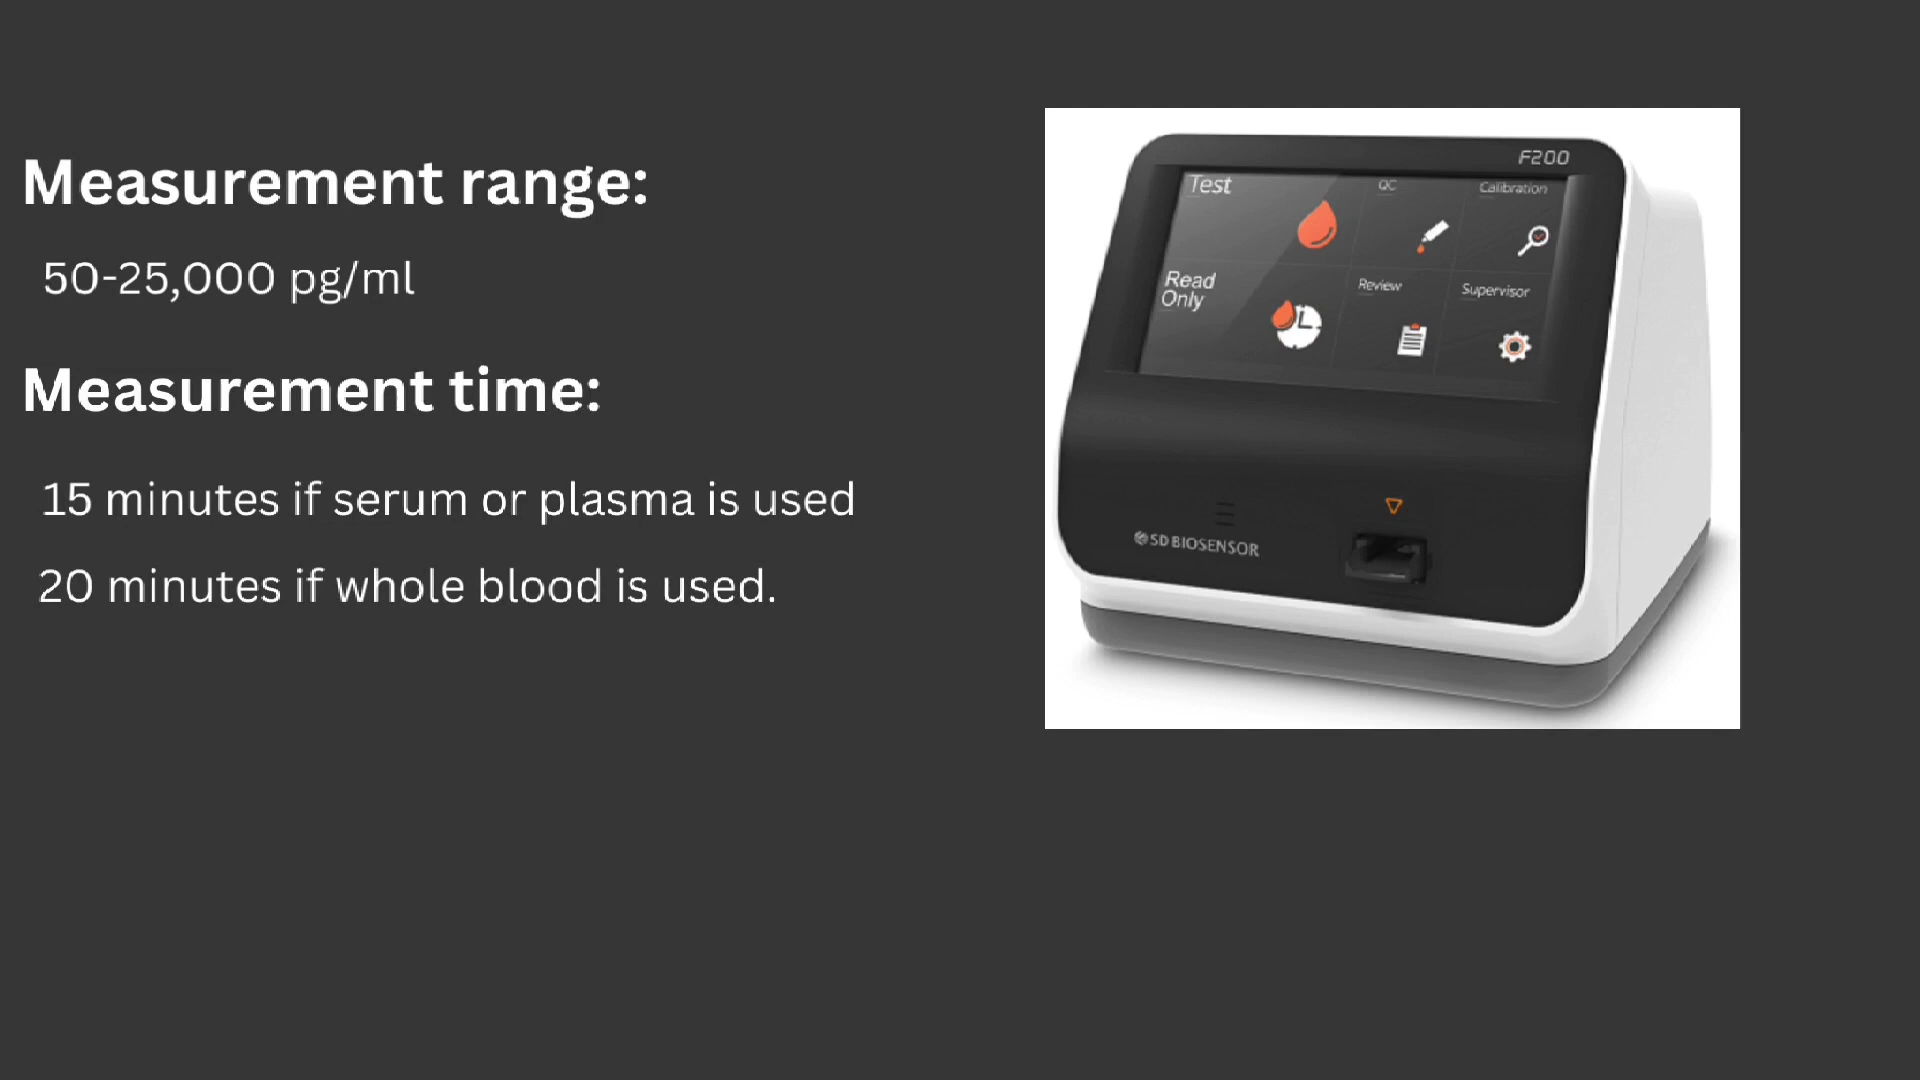 Measurement range:
50-25,000 pg/ml
Measurement time:
15 minutes if serum or plasma is used
20 minutes if whole blood is used.
F200
Test
QC
Calibration
Read
Only
Review
Supervisor
SD BIOSENSOR